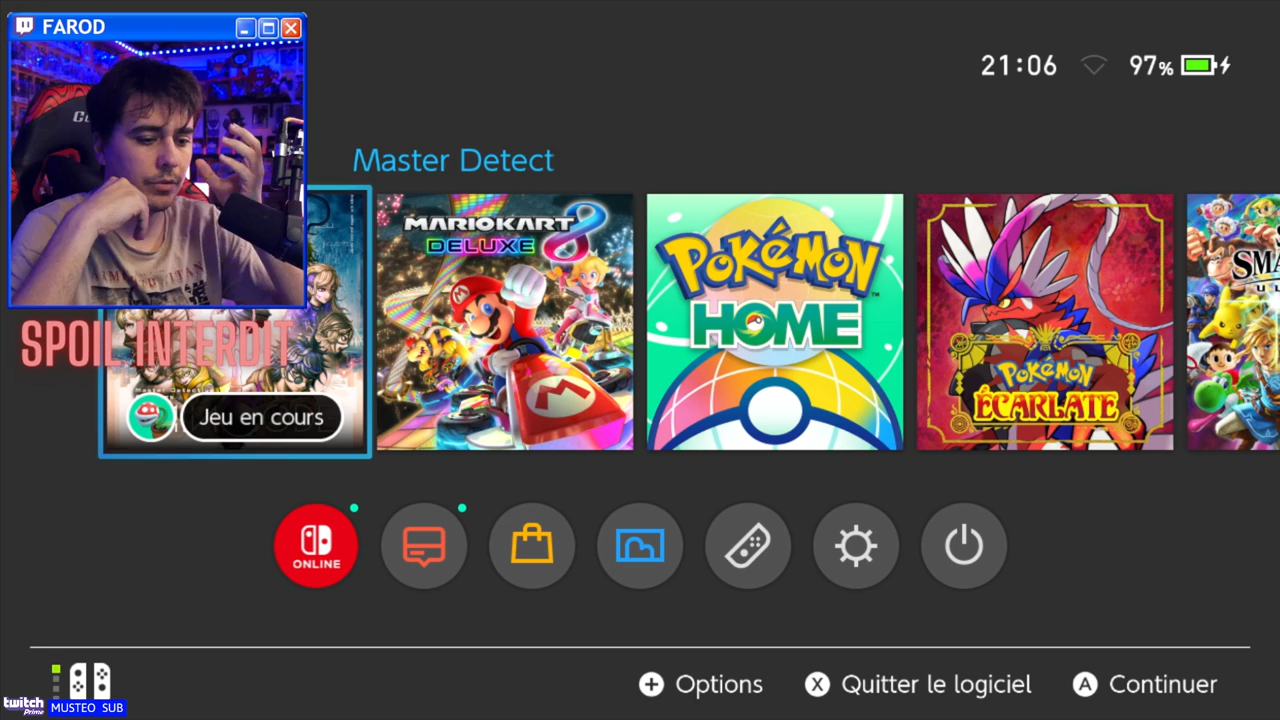 FAROD
21:06
97%
Master Detect
MARIOKART 8
DELUXE
POKéMON
HOME
POKéMON
ÉCARLATE
SPOIL INTERDIT
Jeu en cours
ONLINE
Options
Quitter le logiciel
Continuer
twitch
Prime
MUSTEO SUB